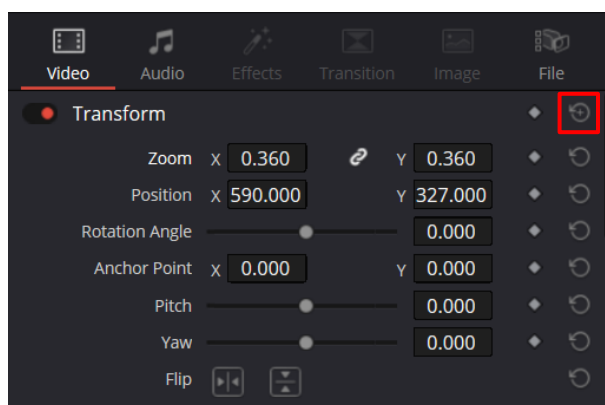 Video Audio Effects Transition Image File
Transform
Zoom X 0.360 Y 0.360
Position X 590.000 Y 327.000
Rotation Angle 0.000
Anchor Point X 0.000 Y 0.000
Pitch 0.000
Yaw 0.000
Flip